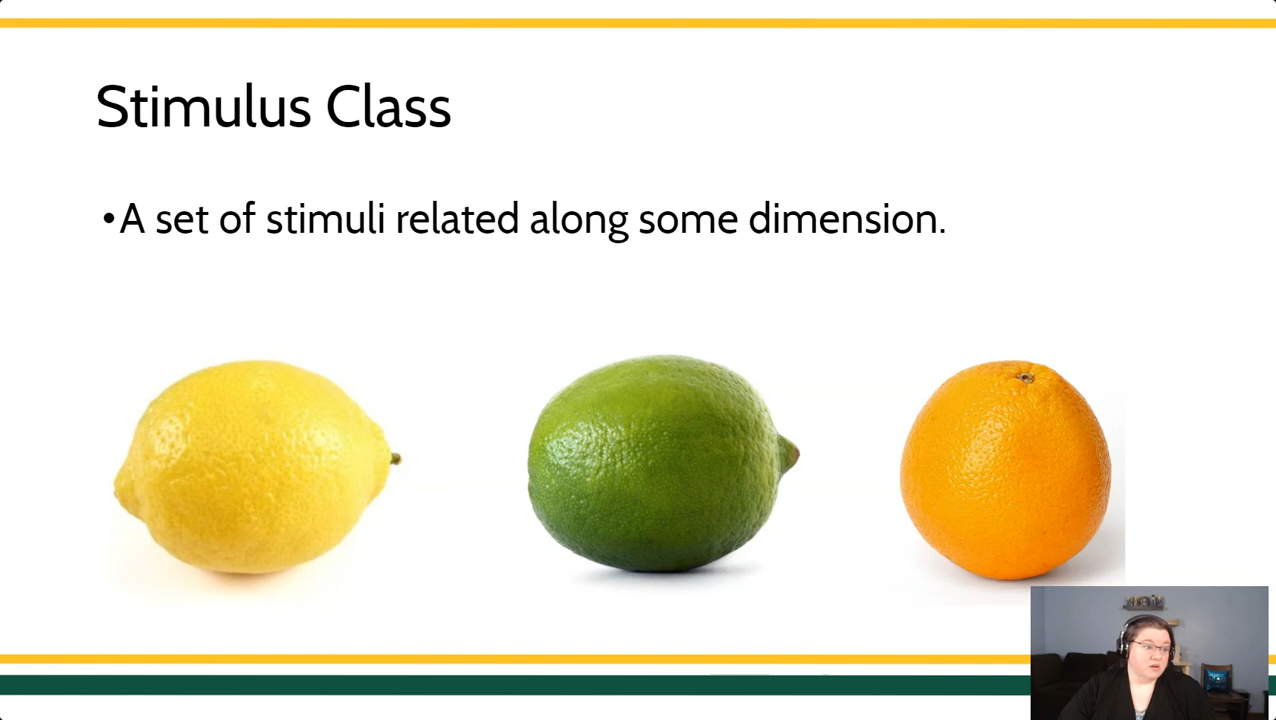 Stimulus Class
•A set of stimuli related along some dimension.